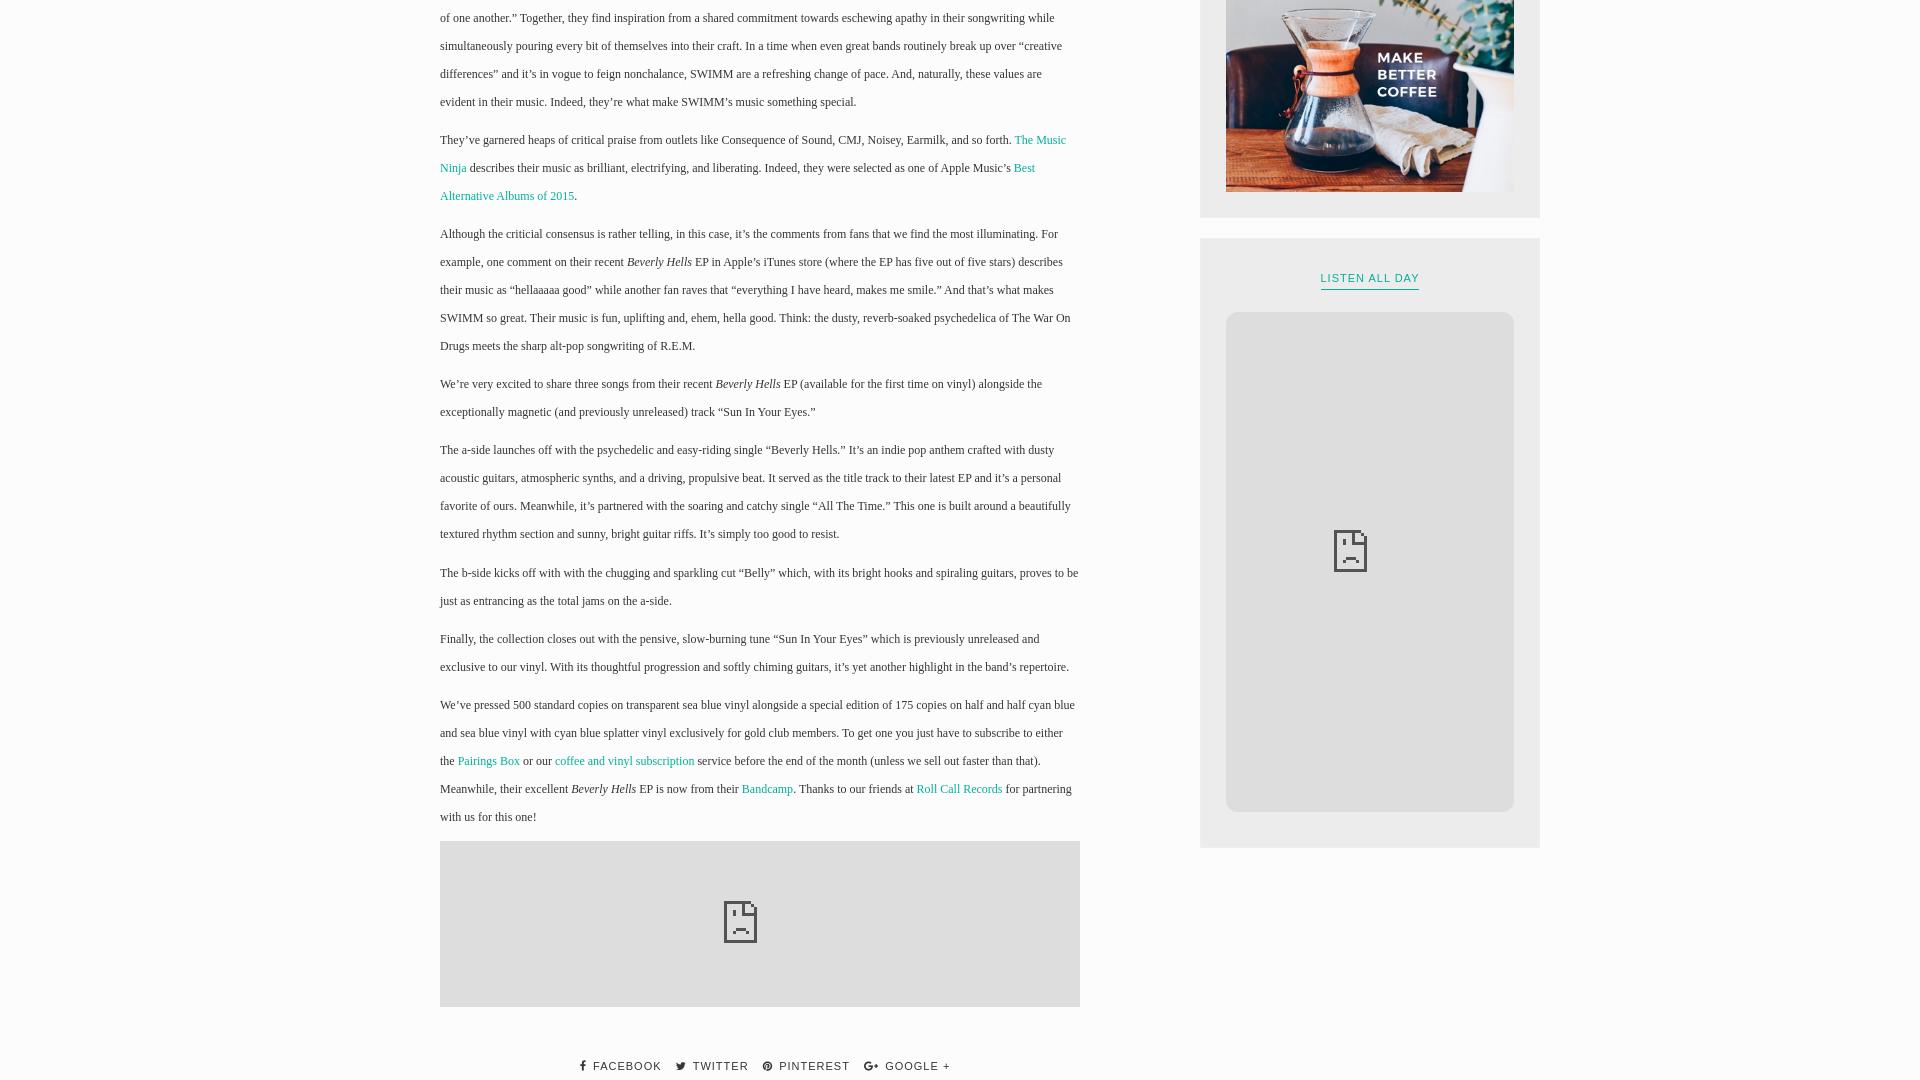 of one another.” Together, they find inspiration from a shared commitment towards eschewing apathy in their songwriting while
simultaneously pouring every bit of themselves into their craft. In a time when even great bands routinely break up over “creative
differences” and it’s in vogue to feign nonchalance, SWIMM are a refreshing change of pace. And, naturally, these values are
evident in their music. Indeed, they’re what make SWIMM’s music something special.
They’ve garnered heaps of critical praise from outlets like Consequence of Sound, CMJ, Noisey, Earmilk, and so forth. The Music
Ninja describes their music as brilliant, electrifying, and liberating. Indeed, they were selected as one of Apple Music’s Best
Alternative Albums of 2015.
Although the criticial consensus is rather telling, in this case, it’s the comments from fans that we find the most illuminating. For
example, one comment on their recent Beverly Hells EP in Apple’s iTunes store (where the EP has five out of five stars) describes
their music as “hellaaaaa good” while another fan raves that “everything I have heard, makes me smile.” And that’s what makes
SWIMM so great. Their music is fun, uplifting and, ehem, hella good. Think: the dusty, reverb-soaked psychedelica of The War On
Drugs meets the sharp alt-pop songwriting of R.E.M.
We’re very excited to share three songs from their recent Beverly Hells EP (available for the first time on vinyl) alongside the
exceptionally magnetic (and previously unreleased) track “Sun In Your Eyes.”
The a-side launches off with the psychedelic and easy-riding single “Beverly Hells.” It’s an indie pop anthem crafted with dusty
acoustic guitars, atmospheric synths, and a driving, propulsive beat. It served as the title track to their latest EP and it’s a personal
favorite of ours. Meanwhile, it’s partnered with the soaring and catchy single “All The Time.” This one is built around a beautifully
textured rhythm section and sunny, bright guitar riffs. It’s simply too good to resist.
The b-side kicks off with with the chugging and sparkling cut “Belly” which, with its bright hooks and spiraling guitars, proves to be
just as entrancing as the total jams on the a-side.
Finally, the collection closes out with the pensive, slow-burning tune “Sun In Your Eyes” which is previously unreleased and
exclusive to our vinyl. With its thoughtful progression and softly chiming guitars, it’s yet another highlight in the band’s repertoire.
We’ve pressed 500 standard copies on transparent sea blue vinyl alongside a special edition of 175 copies on half and half cyan blue
and sea blue vinyl with cyan blue splatter vinyl exclusively for gold club members. To get one you just have to subscribe to either
the Pairings Box or our coffee and vinyl subscription service before the end of the month (unless we sell out faster than that).
Meanwhile, their excellent Beverly Hells EP is now from their Bandcamp. Thanks to our friends at Roll Call Records for partnering
with us for this one!
FACEBOOK TWITTER PINTEREST GOOGLE +
MAKE
BETTER
COFFEE
LISTEN ALL DAY